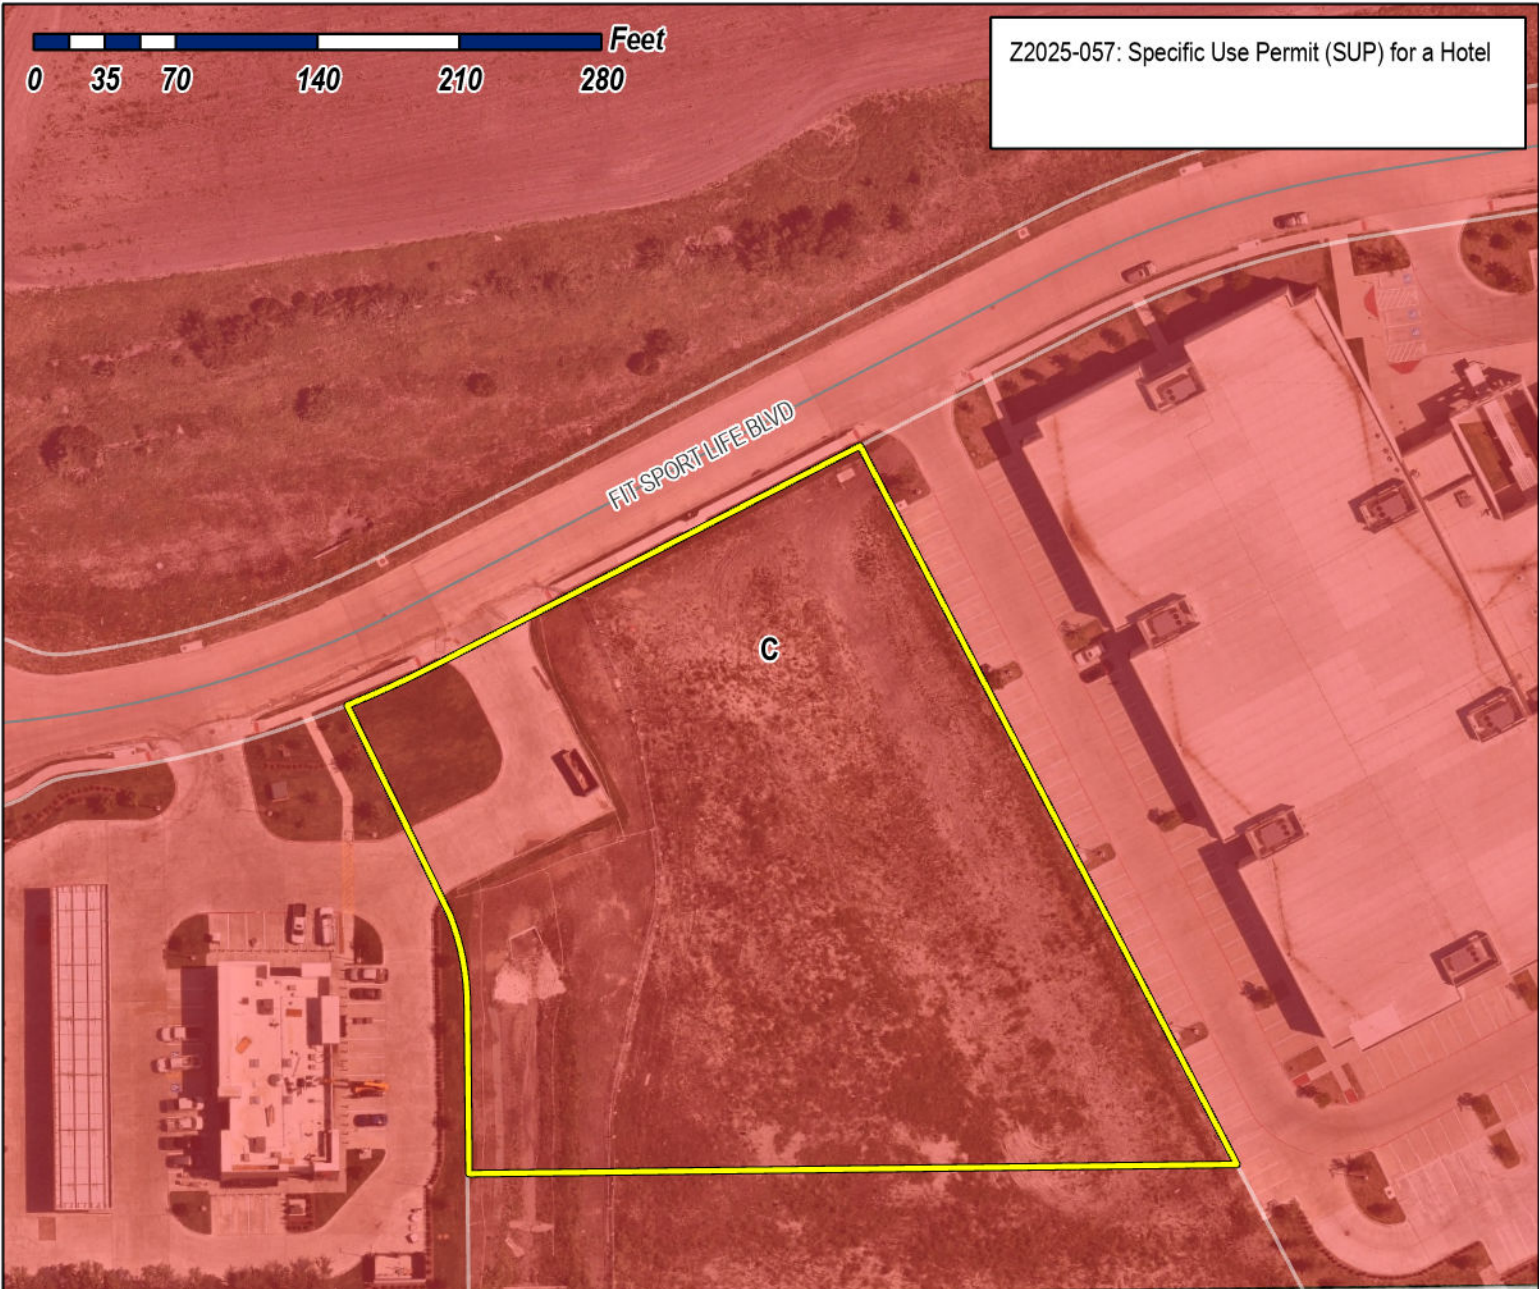 Feet
0 35 70 140 210 280
Z2025-057: Specific Use Permit (SUP) for a Hotel
FIT SPORT LIFE BLVD
C